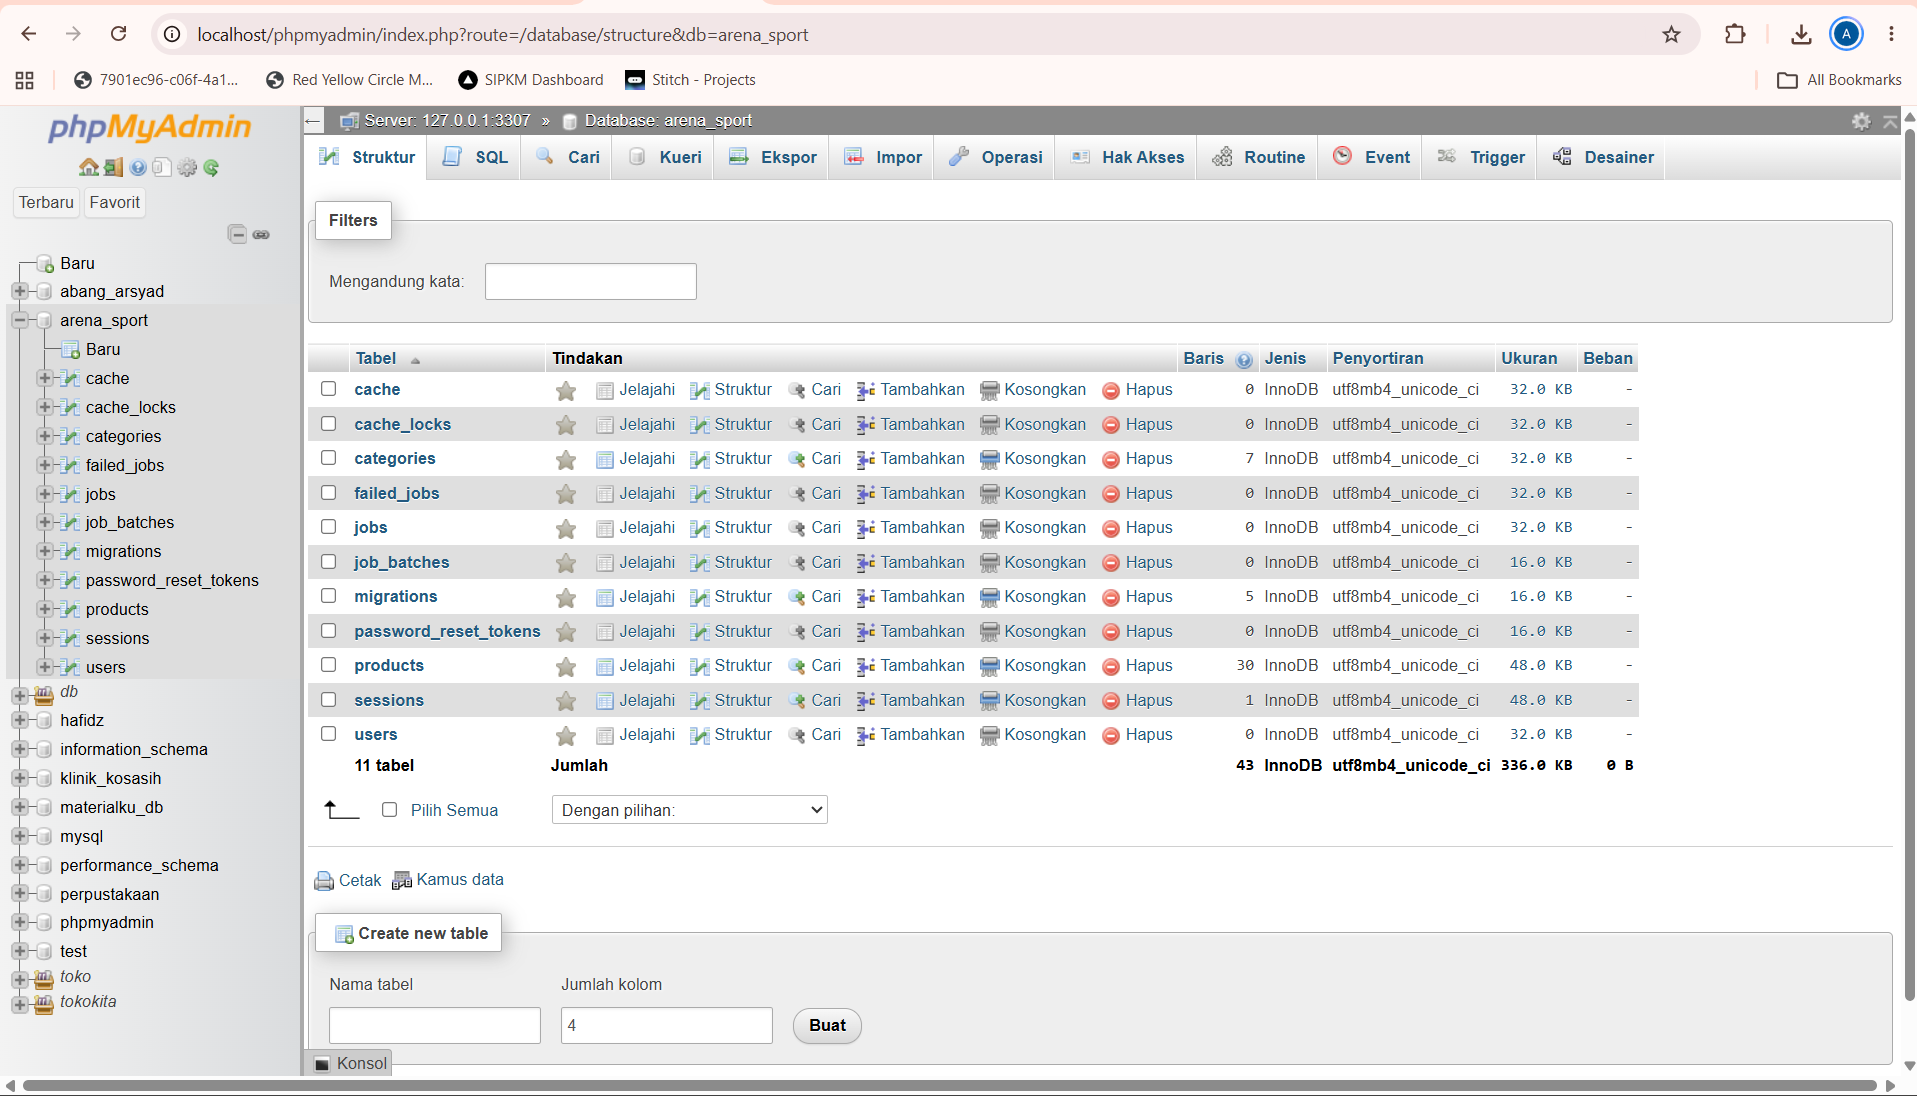 localhost/phpmyadmin/index.php?route=/database/structure&db=arena_sport
7901ec96-c06f-4a1... Red Yellow Circle M... SIPKM Dashboard Stitch - Projects All Bookmarks
A
phpMyAdmin
Terbaru Favorit
Baru
abang_arsyad
arena_sport
Baru
cache
cache_locks
categories
failed_jobs
jobs
job_batches
migrations
password_reset_tokens
products
sessions
users
db
hafidz
information_schema
klinik_kosasih
materialku_db
mysql
performance_schema
perpustakaan
phpmyadmin
test
toko
tokokita
Server: 127.0.0.1:3307 » Database: arena_sport
Struktur SQL Cari Kueri Ekspor Impor Operasi Hak Akses Routine Event Trigger Desainer
Filters
Mengandung kata:
Tabel Tindakan Baris Jenis Penyortiran Ukuran Beban
cache Jelajahi Struktur Cari Tambahkan Kosongkan Hapus 0 InnoDB utf8mb4_unicode_ci 32.0 KB -
cache_locks Jelajahi Struktur Cari Tambahkan Kosongkan Hapus 0 InnoDB utf8mb4_unicode_ci 32.0 KB -
categories Jelajahi Struktur Cari Tambahkan Kosongkan Hapus 7 InnoDB utf8mb4_unicode_ci 32.0 KB -
failed_jobs Jelajahi Struktur Cari Tambahkan Kosongkan Hapus 0 InnoDB utf8mb4_unicode_ci 32.0 KB -
jobs Jelajahi Struktur Cari Tambahkan Kosongkan Hapus 0 InnoDB utf8mb4_unicode_ci 32.0 KB -
job_batches Jelajahi Struktur Cari Tambahkan Kosongkan Hapus 0 InnoDB utf8mb4_unicode_ci 16.0 KB -
migrations Jelajahi Struktur Cari Tambahkan Kosongkan Hapus 5 InnoDB utf8mb4_unicode_ci 16.0 KB -
password_reset_tokens Jelajahi Struktur Cari Tambahkan Kosongkan Hapus 0 InnoDB utf8mb4_unicode_ci 16.0 KB -
products Jelajahi Struktur Cari Tambahkan Kosongkan Hapus 30 InnoDB utf8mb4_unicode_ci 48.0 KB -
sessions Jelajahi Struktur Cari Tambahkan Kosongkan Hapus 1 InnoDB utf8mb4_unicode_ci 48.0 KB -
users Jelajahi Struktur Cari Tambahkan Kosongkan Hapus 0 InnoDB utf8mb4_unicode_ci 32.0 KB -
11 tabel Jumlah 43 InnoDB utf8mb4_unicode_ci 336.0 KB 0 B
Pilih Semua Dengan pilihan:
Cetak Kamus data
Create new table
Nama tabel Jumlah kolom
4 Buat
Konsol